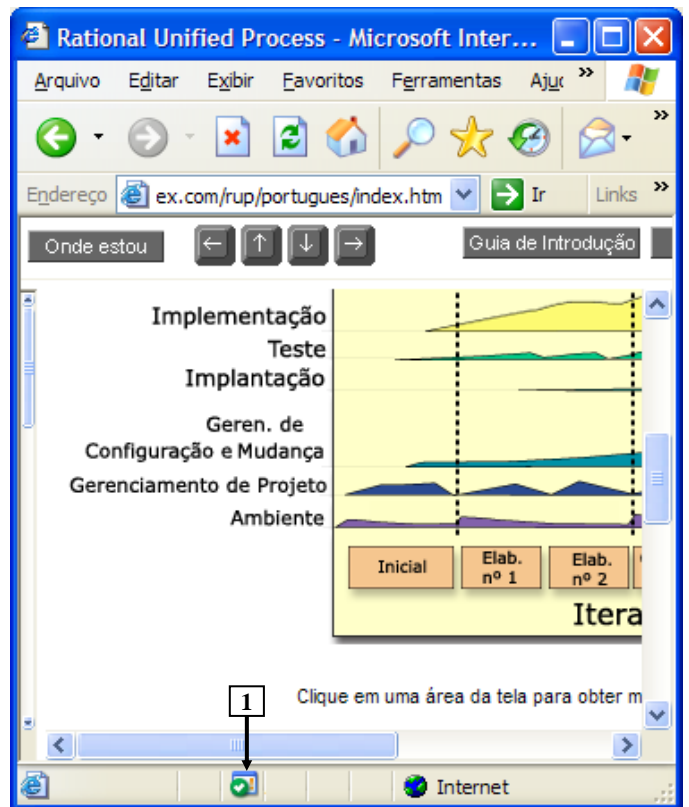 Rational Unified Process - Microsoft Inter...
Arquivo Editar Exibir Favoritos Ferramentas Ajuc »
»
Endereço ex.com/rup/portugues/index.htm Ir Links »
Onde estou ← ↑ ↓ → Guia de Introdução
Implementação
Teste
Implantação
Geren. de
Configuração e Mudança
Gerenciamento de Projeto
Ambiente
Inicial Elab. nº 1 Elab. nº 2
Itera
1
Clique em uma área da tela para obter m
Internet